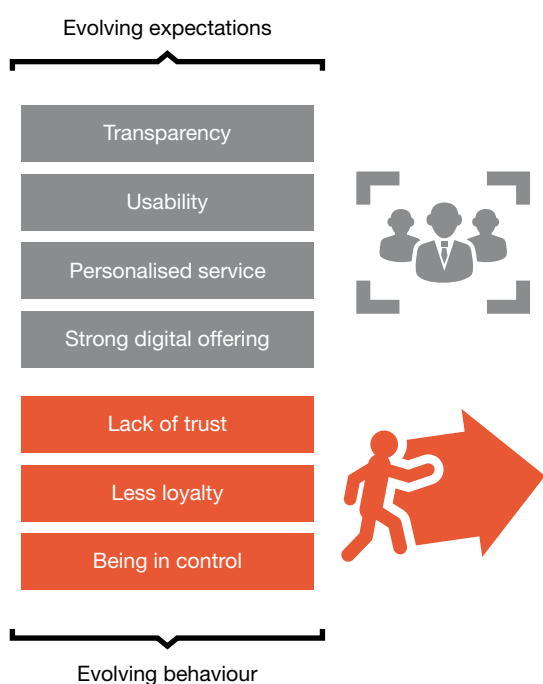 Evolving expectations
Transparency
Usability
Personalised service
Strong digital offering
Lack of trust
Less loyalty
Being in control
Evolving behaviour